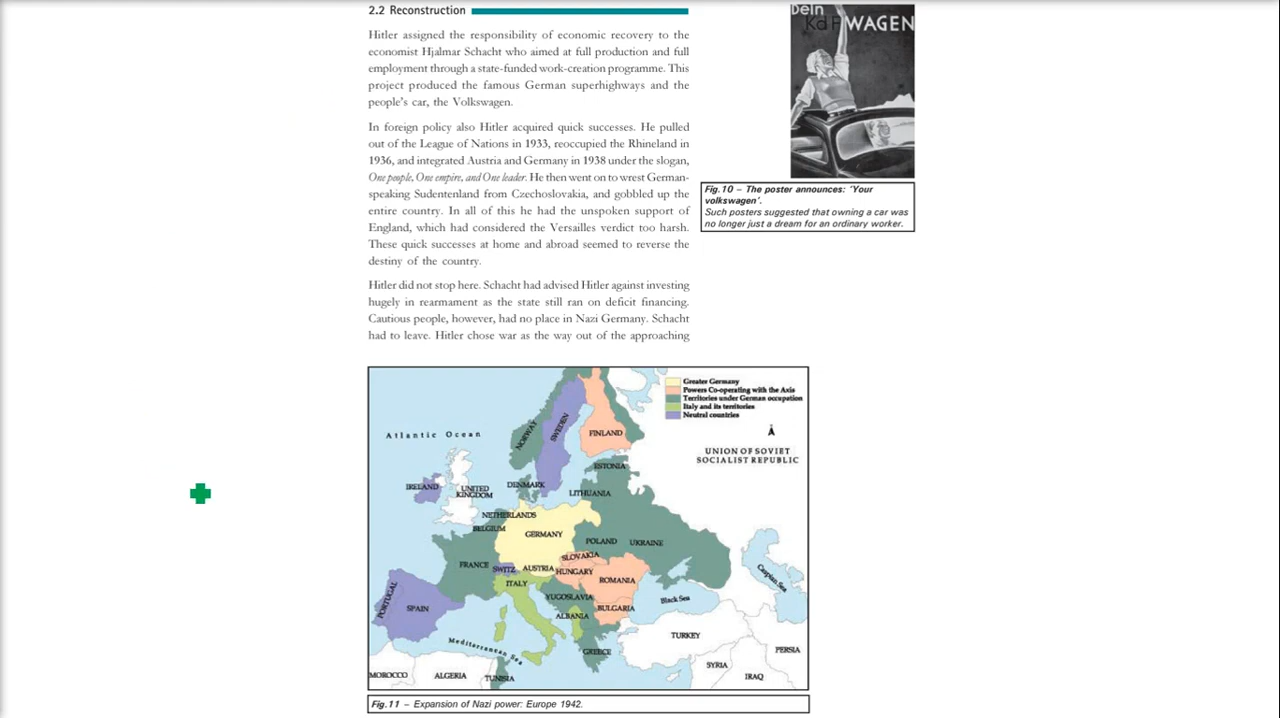 2.2 Reconstruction
Hitler assigned the responsibility of economic recovery to the
economist Hjalmar Schacht who aimed at full production and full
employment through a state-funded work-creation programme. This
project produced the famous German superhighways and the
people's car, the Volkswagen.
In foreign policy also Hitler acquired quick successes. He pulled
out of the League of Nations in 1933, reoccupied the Rhineland in
1936, and integrated Austria and Germany in 1938 under the slogan,
One people, One empire, and One leader. He then went on to wrest German-
speaking Sudentenland from Czechoslovakia, and gobbled up the
entire country. In all of this he had the unspoken support of
England, which had considered the Versailles verdict too harsh.
These quick successes at home and abroad seemed to reverse the
destiny of the country.
Hitler did not stop here. Schacht had advised Hitler against investing
hugely in rearmament as the state still ran on deficit financing.
Cautious people, however, had no place in Nazi Germany. Schacht
had to leave. Hitler chose war as the way out of the approaching
Dein
KdF WAGEN
Fig.10 – The poster announces: 'Your
volkswagen'.
Such posters suggested that owning a car was
no longer just a dream for an ordinary worker.
Greater Germany
Powers Co-operating with the Axis
Territories under German occupation
Italy and its territories
Neutral countries
Atlantic Ocean
NORWAY
SWEDEN
FINLAND
UNION OF SOVIET
SOCIALIST REPUBLIC
ESTONIA
IRELAND
UNITED
KINGDOM
DENMARK
LITHUANIA
NETHERLANDS
BELGIUM
GERMANY
POLAND
UKRAINE
SLOVAKIA
FRANCE
SWITZ
AUSTRIA
HUNGARY
ITALY
ROMANIA
Caspian Sea
PORTUGAL
SPAIN
YUGOSLAVIA
Black Sea
BULGARIA
ALBANIA
TURKEY
Mediterranean Sea
GREECE
PERSIA
SYRIA
MOROCCO
ALGERIA
TUNISIA
IRAQ
Fig.11 – Expansion of Nazi power: Europe 1942.